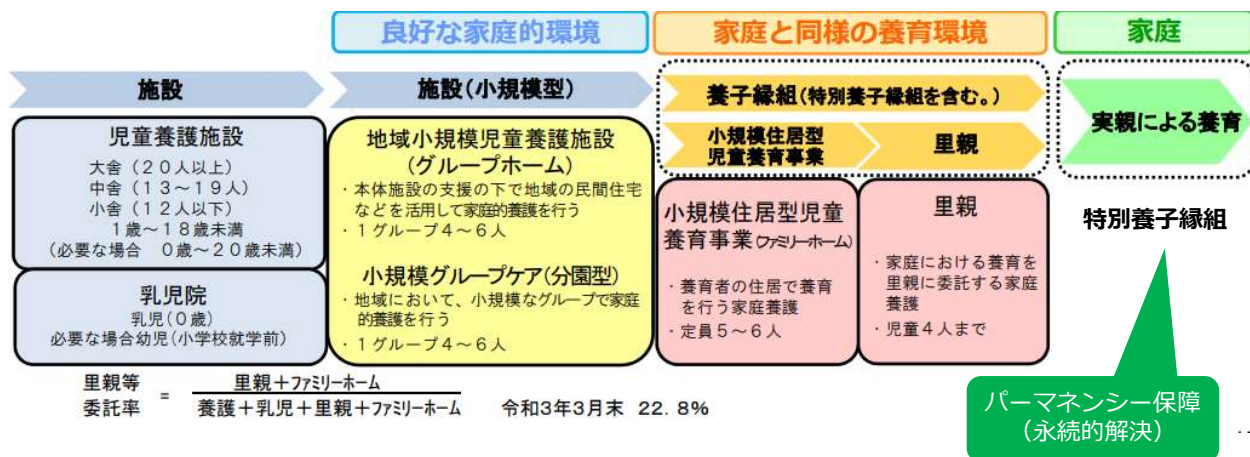 良好な家庭的環境
家庭と同様の養育環境
家庭
施設
施設(小規模型)
養子縁組(特別養子縁組を含む。)
小規模住居型
児童養育事業
里親
実親による養育
児童養護施設
大舎(20人以上)
中舎(13~19人)
小舎(12人以下)
1歳~18歳未満
(必要な場合 0歳~20歳未満)
乳児院
乳児(0歳)
必要な場合幼児(小学校就学前)
地域小規模児童養護施設
(グループホーム)
・本体施設の支援の下で地域の民間住宅
などを活用して家庭的養護を行う
・1グループ4~6人
小規模グループケア(分園型)
・地域において、小規模なグループで家庭
的養護を行う
・1グループ4~6人
小規模住居型児童
養育事業(ファミリーホーム)
・養育者の住居で養育
を行う家庭養護
・定員5~6人
里親
・家庭における養育を
里親に委託する家庭
養護
・児童4人まで
特別養子縁組
パーマネンシー保障
(永続的解決)
里親等
委託率
=
里親+ファミリーホーム
養護+乳児+里親+ファミリーホーム
令和3年3月末 22.8%